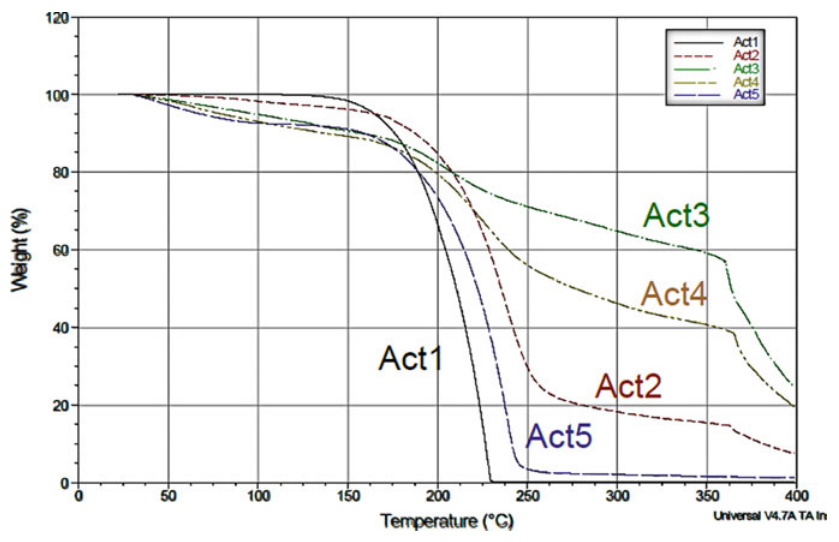 120
Act1
Act2
Act3
Act4
Act5
100
80
60
40
20
0
Weight (%)
Act3
Act4
Act1
Act2
Act5
0 50 100 150 200 250 300 350 400
Temperature (°C)
Universal V4.7A TA Ins